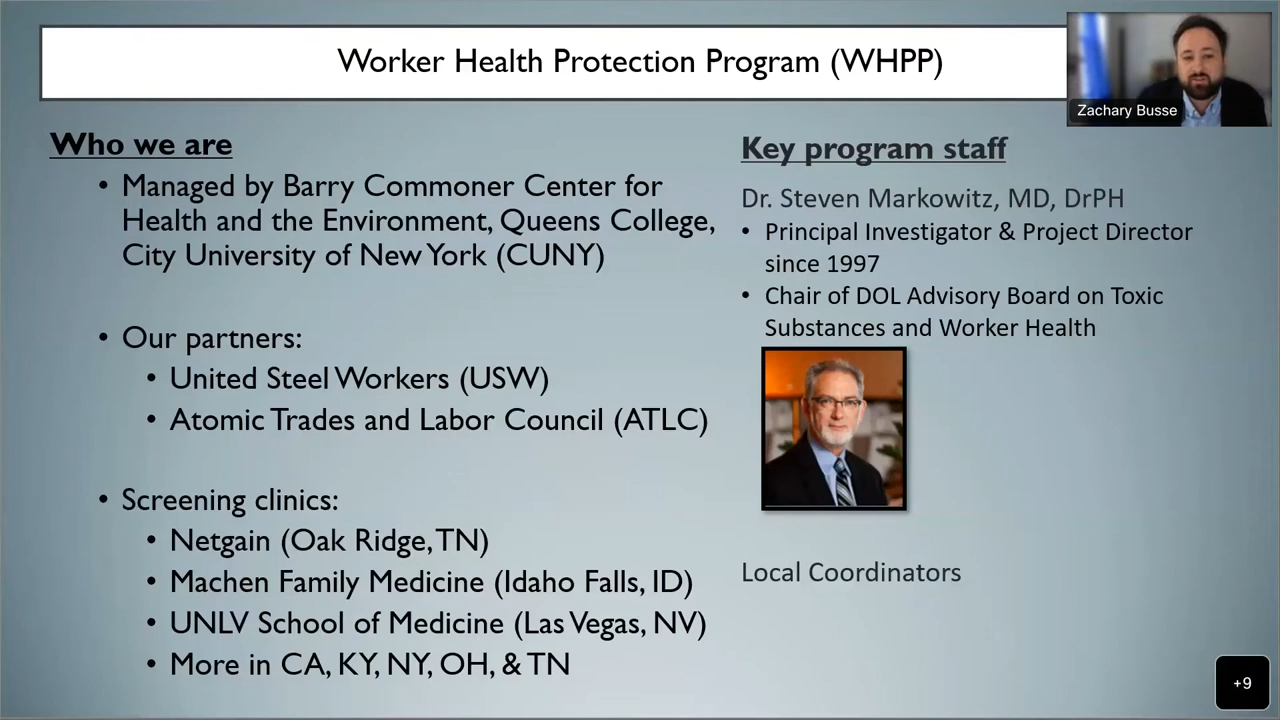 Worker Health Protection Program (WHPP)
Zachary Busse
Who we are
• Managed by Barry Commoner Center for
Health and the Environment, Queens College,
City University of New York (CUNY)
• Our partners:
• United Steel Workers (USW)
• Atomic Trades and Labor Council (ATLC)
• Screening clinics:
• Netgain (Oak Ridge, TN)
• Machen Family Medicine (Idaho Falls, ID)
• UNLV School of Medicine (Las Vegas, NV)
• More in CA, KY, NY, OH, & TN
Key program staff
Dr. Steven Markowitz, MD, DrPH
• Principal Investigator & Project Director
since 1997
• Chair of DOL Advisory Board on Toxic
Substances and Worker Health
Local Coordinators
+9